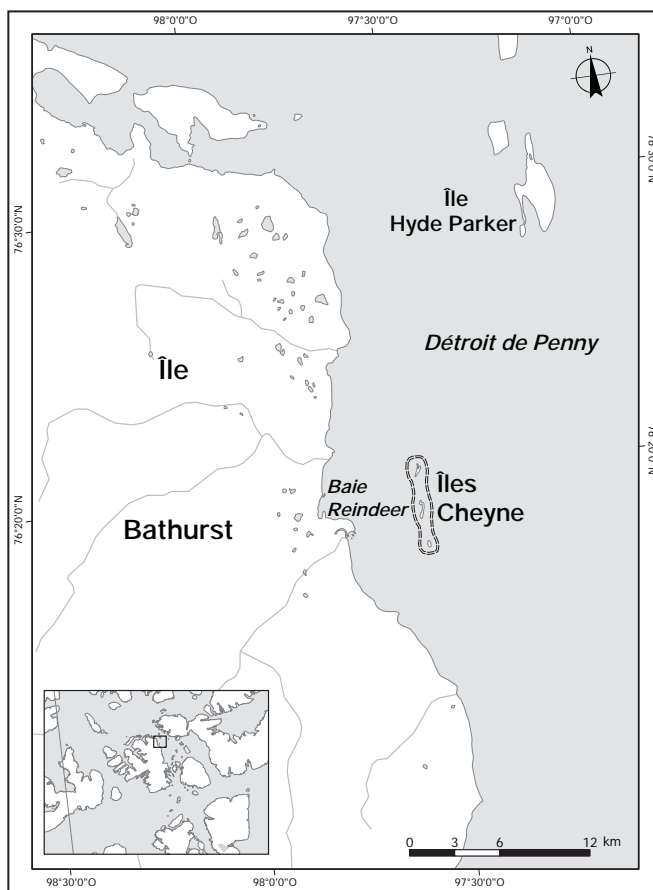 98°0'0"O
97°30'0"O
97°0'0"O
N
76°30'0"N
76°20'0"N
Île
Hyde Parker
Détroit de Penny
Île
Bathurst
Baie
Reindeer
Îles
Cheyne
0 3 6 12 km
98°30'0"O
98°0'0"O
97°30'0"O